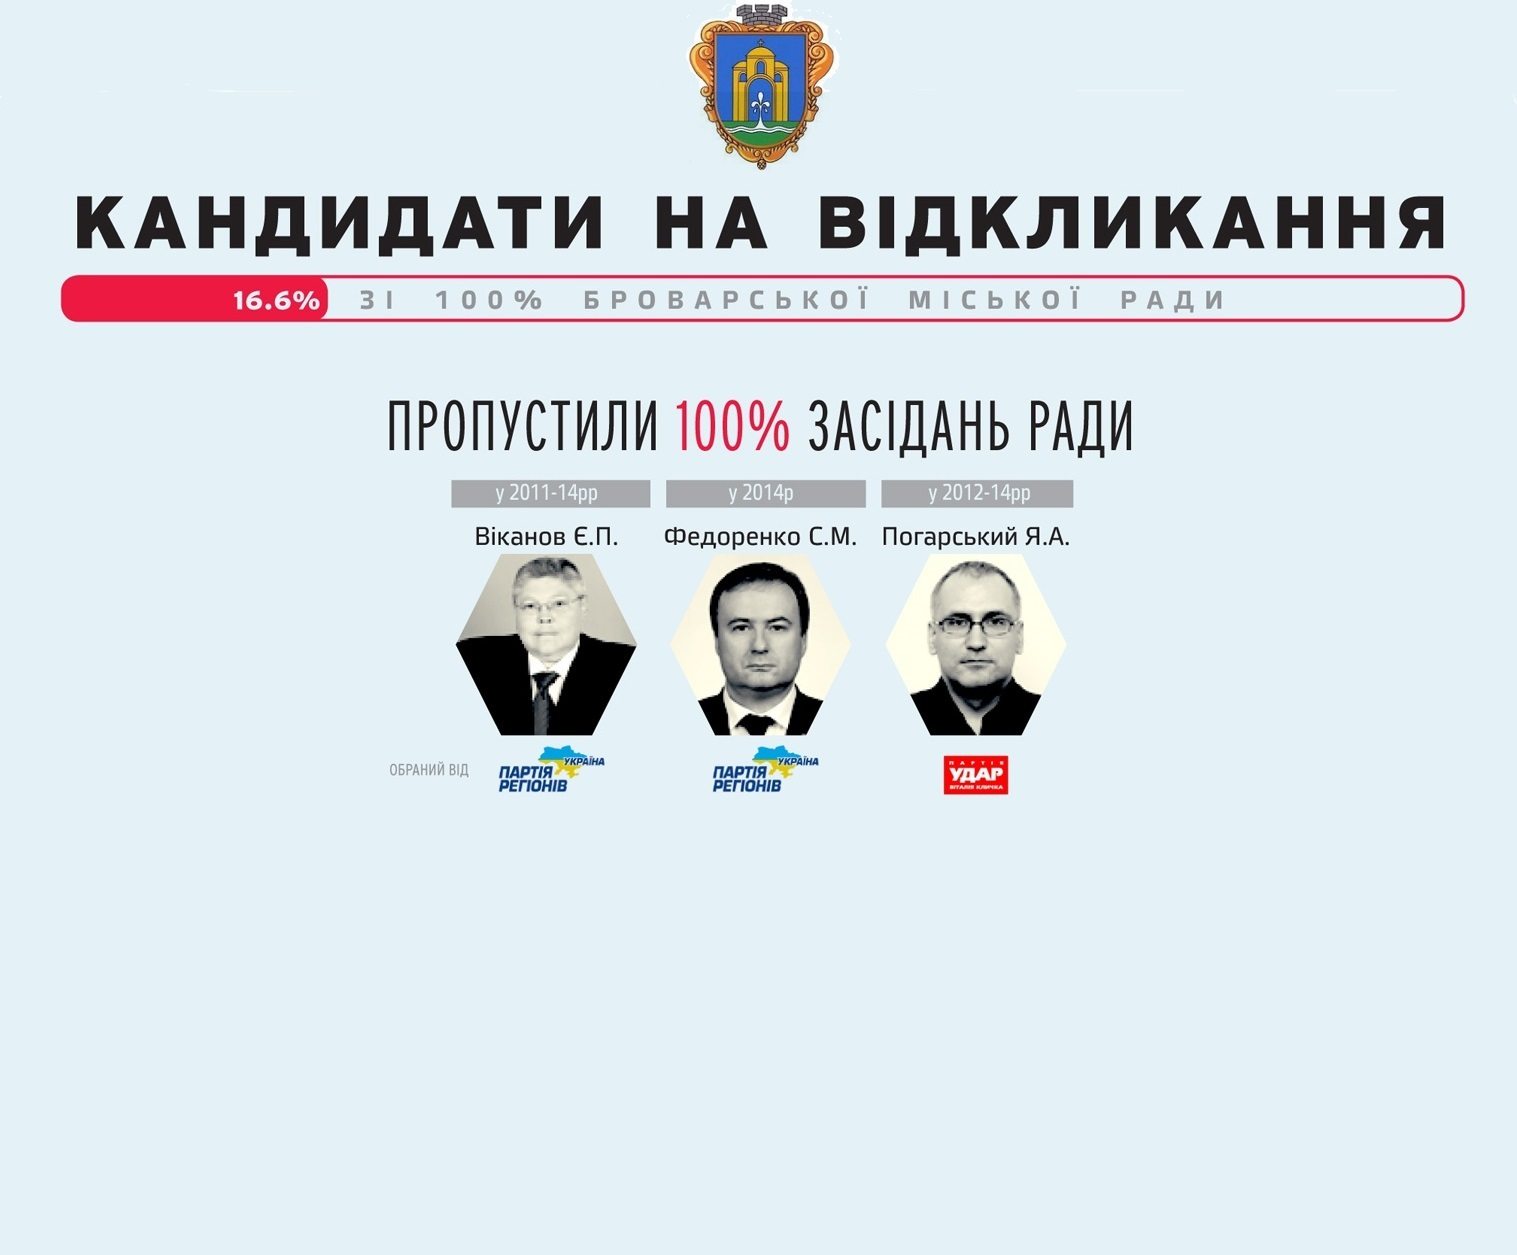 КАНДИДАТИ НА ВІДКЛИКАННЯ
16.6% ЗІ 100% БРОВАРСЬКОЇ МІСЬКОЇ РАДИ
ПРОПУСТИЛИ 100% ЗАСІДАНЬ РАДИ
у 2011-14рр у 2014р у 2012-14рр
Віканов Є.П. Федоренко С.М. Погарський Я.А.
ОБРАНИЙ ВІД
УКРАЇНА
ПАРТІЯ
РЕГІОНІВ
УКРАЇНА
ПАРТІЯ
РЕГІОНІВ
ПАРТІЯ
УДАР
ВІТАЛІЯ КЛИЧКА